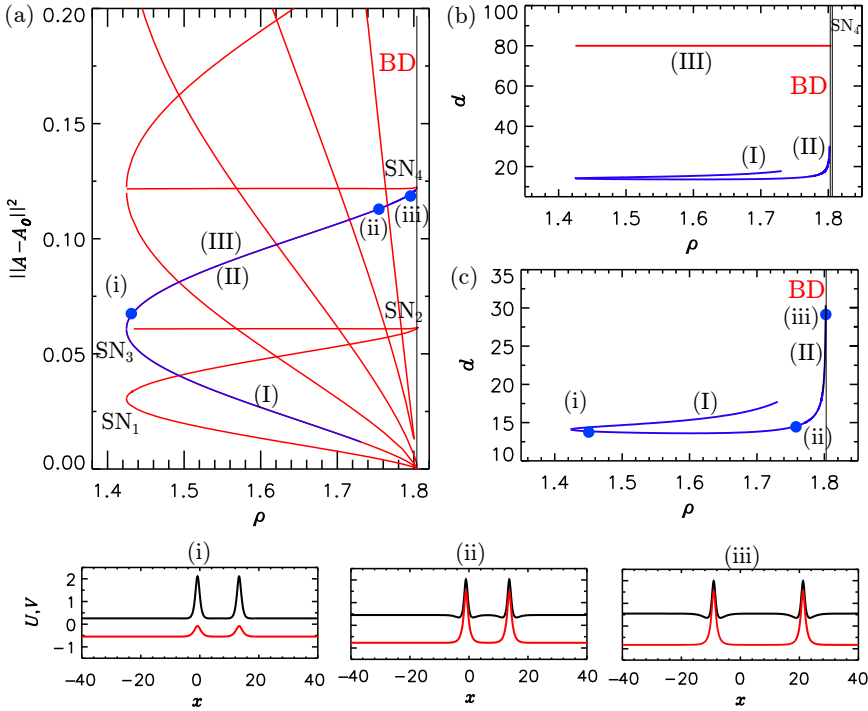 (a)
0.20
0.15
0.10
0.05
0.00
||A−A₀||²
BD
SN₄
(iii)
(ii)
(III)
(II)
(i)
SN₂
SN₃
(I)
SN₁
1.4 1.5 1.6 1.7 1.8
ρ
(b)
100
80
60
40
20
d
SN₄
(III)
BD
(II)
(I)
1.4 1.5 1.6 1.7 1.8
ρ
(c)
35
30
25
20
15
10
d
BD
(iii)
(II)
(i)
(I)
(ii)
1.4 1.5 1.6 1.7 1.8
ρ
(i)
2
1
0
−1
U,V
−40 −20 0 20 40
x
(ii)
−40 −20 0 20 40
x
(iii)
−40 −20 0 20 40
x